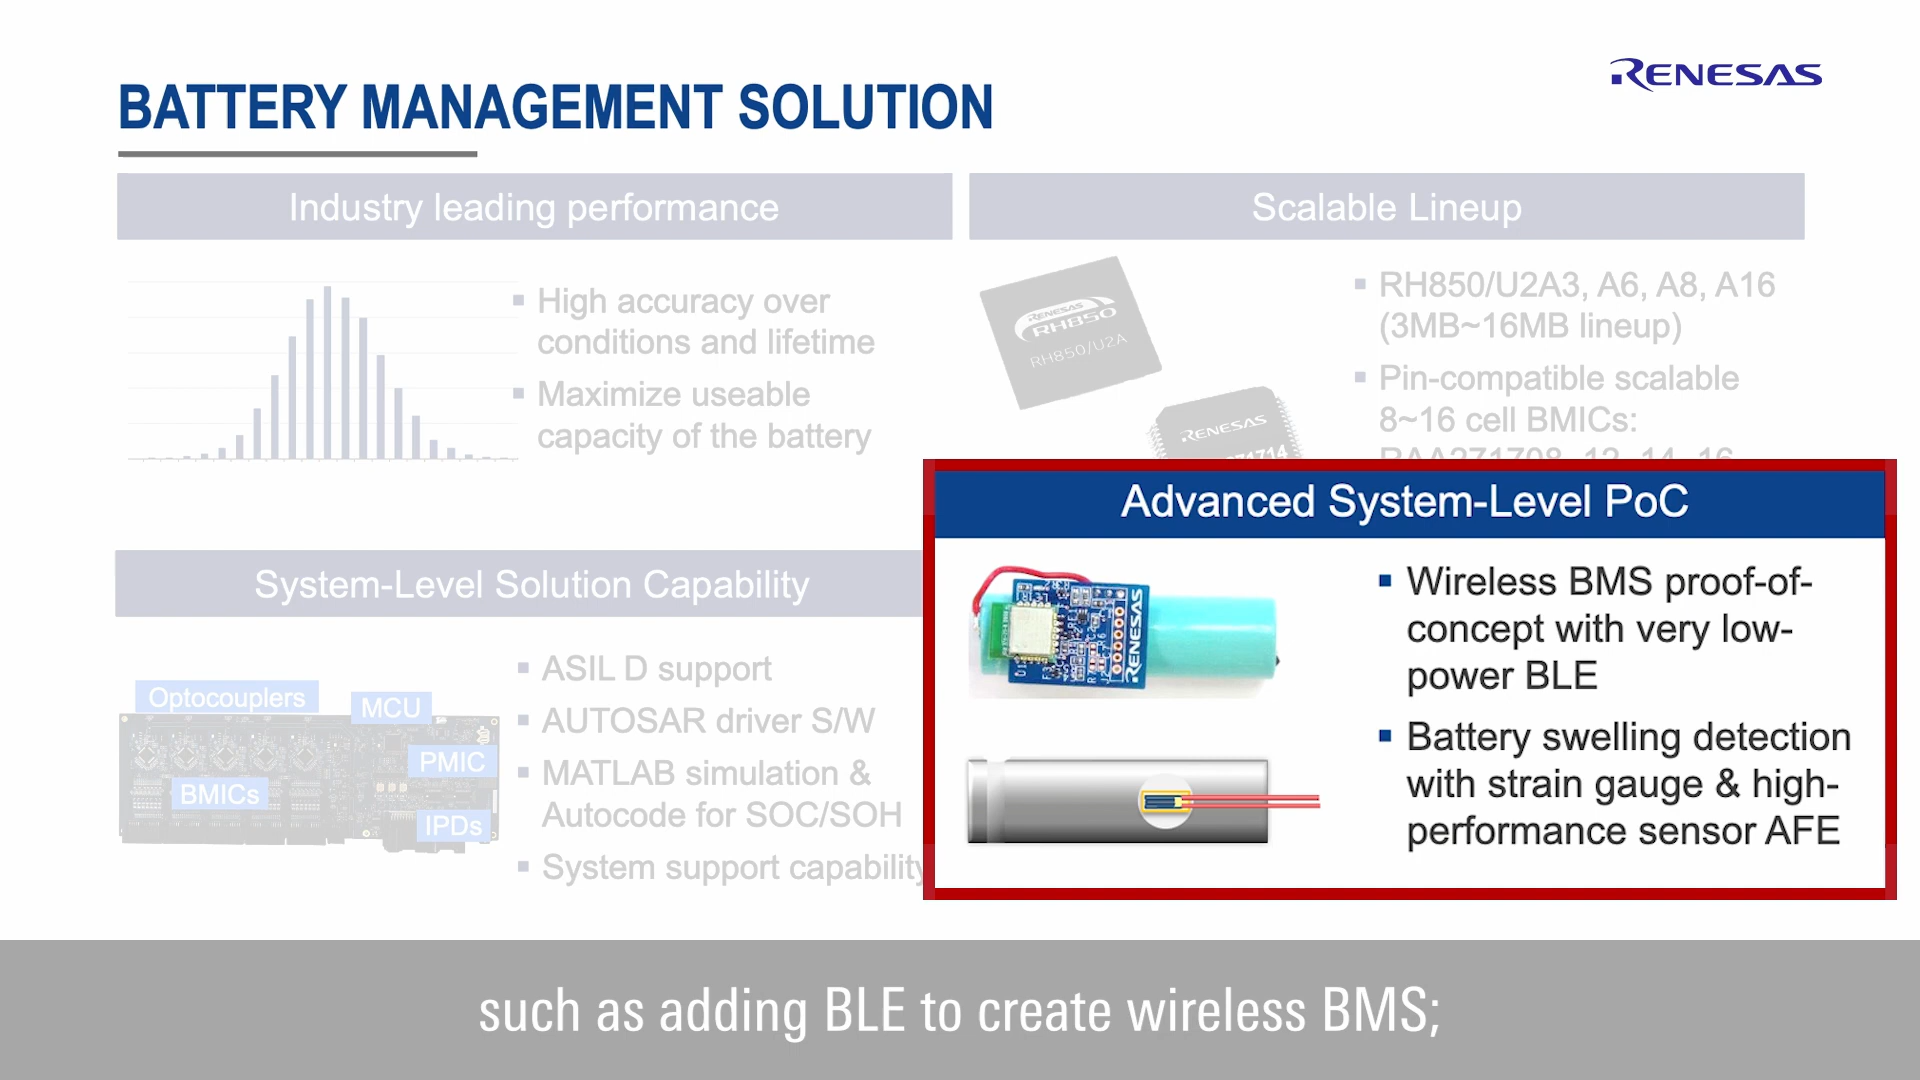 RENESAS
BATTERY MANAGEMENT SOLUTION
Industry leading performance
High accuracy over
conditions and lifetime
Maximize useable
capacity of the battery
Scalable Lineup
RENESAS
RH850
RH850/U2A
RENESAS
RH850/U2A3, A6, A8, A16
(3MB~16MB lineup)
Pin-compatible scalable
8~16 cell BMICs:
System-Level Solution Capability
Optocouplers
MCU
PMIC
BMICs
IPDs
ASIL D support
AUTOSAR driver S/W
MATLAB simulation &
Autocode for SOC/SOH
System support capability
Advanced System-Level PoC
RENESAS
Wireless BMS proof-of-
concept with very low-
power BLE
Battery swelling detection
with strain gauge & high-
performance sensor AFE
such as adding BLE to create wireless BMS;